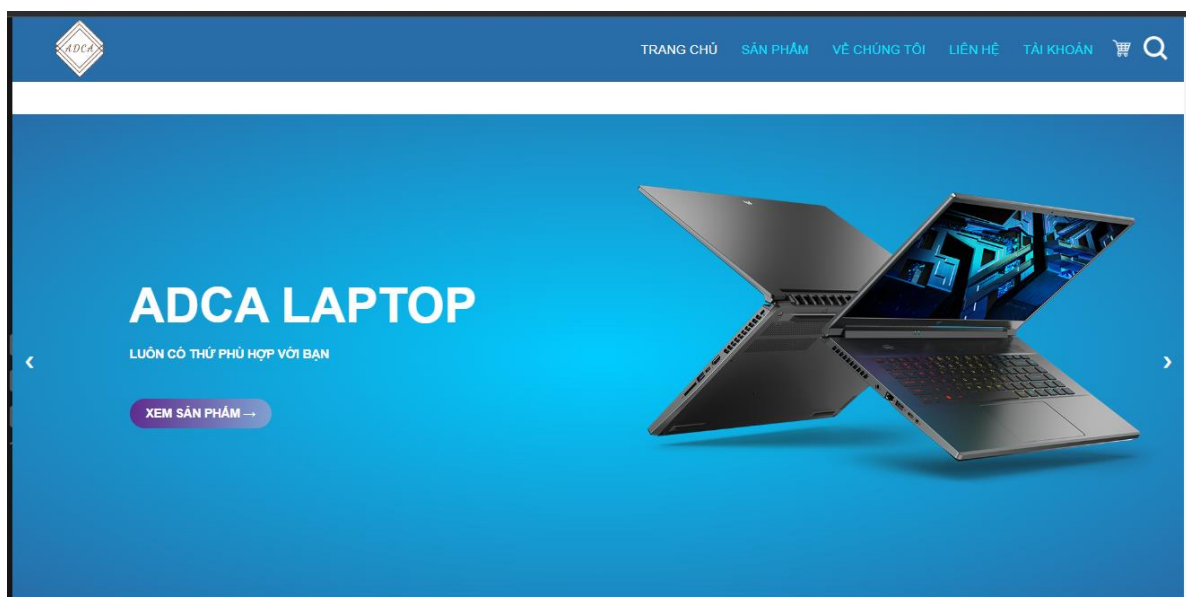 ADCA
TRANG CHỦ SẢN PHẨM VỀ CHÚNG TÔI LIÊN HỆ TÀI KHOẢN
ADCA LAPTOP
LUÔN CÓ THỨ PHÙ HỢP VỚI BẠN
XEM SẢN PHẨM →